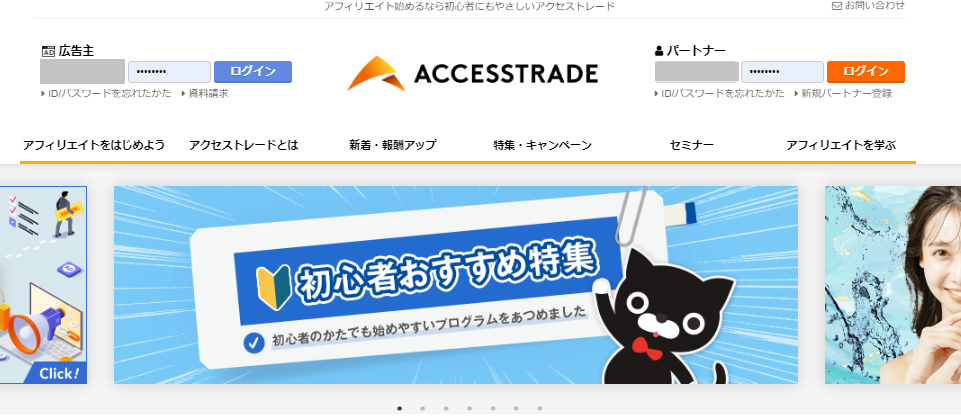 アフィリエイト始めるなら初心者にもやさしいアクセストレード
お問い合わせ
AD 広告主
•••••••• ログイン
ID/パスワードを忘れたかた 資料請求
ACCESSTRADE
パートナー
•••••••• ログイン
ID/パスワードを忘れたかた 新規パートナー登録
アフィリエイトをはじめよう アクセストレードとは 新着・報酬アップ 特集・キャンペーン セミナー アフィリエイトを学ぶ
Click!
初心者おすすめ特集
初心者のかたでも始めやすいプログラムをあつめました